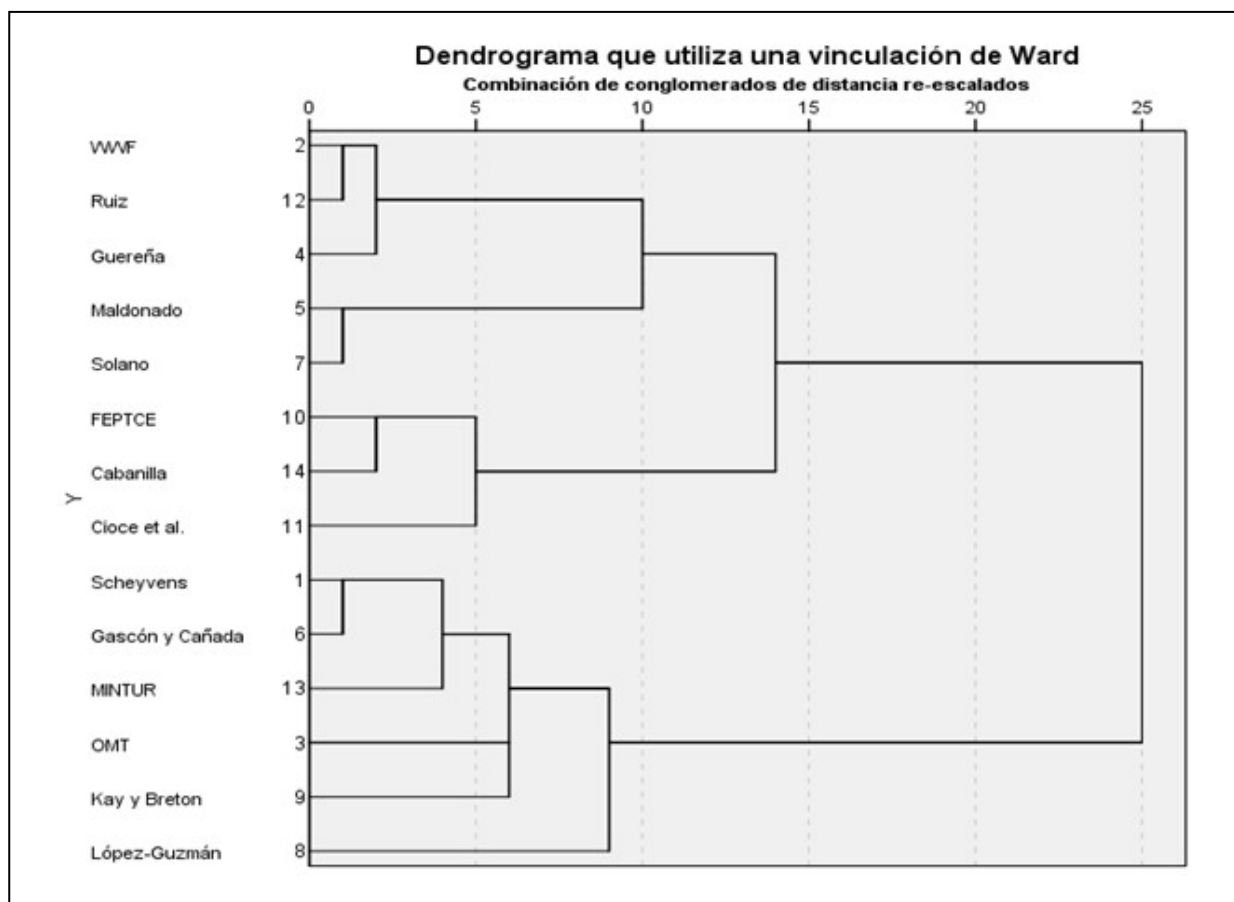 Dendrograma que utiliza una vinculación de Ward
Combinación de conglomerados de distancia re-escalados
0 5 10 15 20 25
WWF 2
Ruiz 12
Guereña 4
Maldonado 5
Solano 7
FEPTCE 10
Cabanilla 14
Y
Cioce et al. 11
Scheyvens 1
Gascón y Cañada 6
MINTUR 13
OMT 3
Kay y Breton 9
López-Guzmán 8